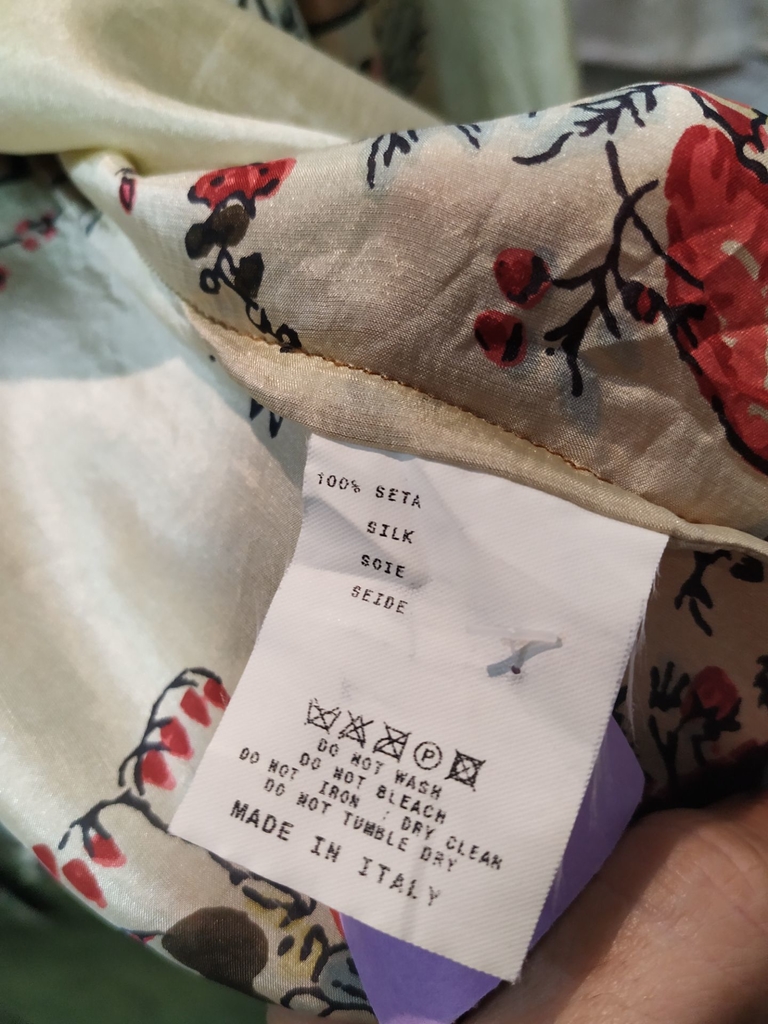 100% SETA
SILK
SOIE
SEIDE
P
DO NOT WASH
DO NOT BLEACH
DO NOT IRON ; DRY CLEAN
DO NOT TUMBLE DRY
MADE IN ITALY